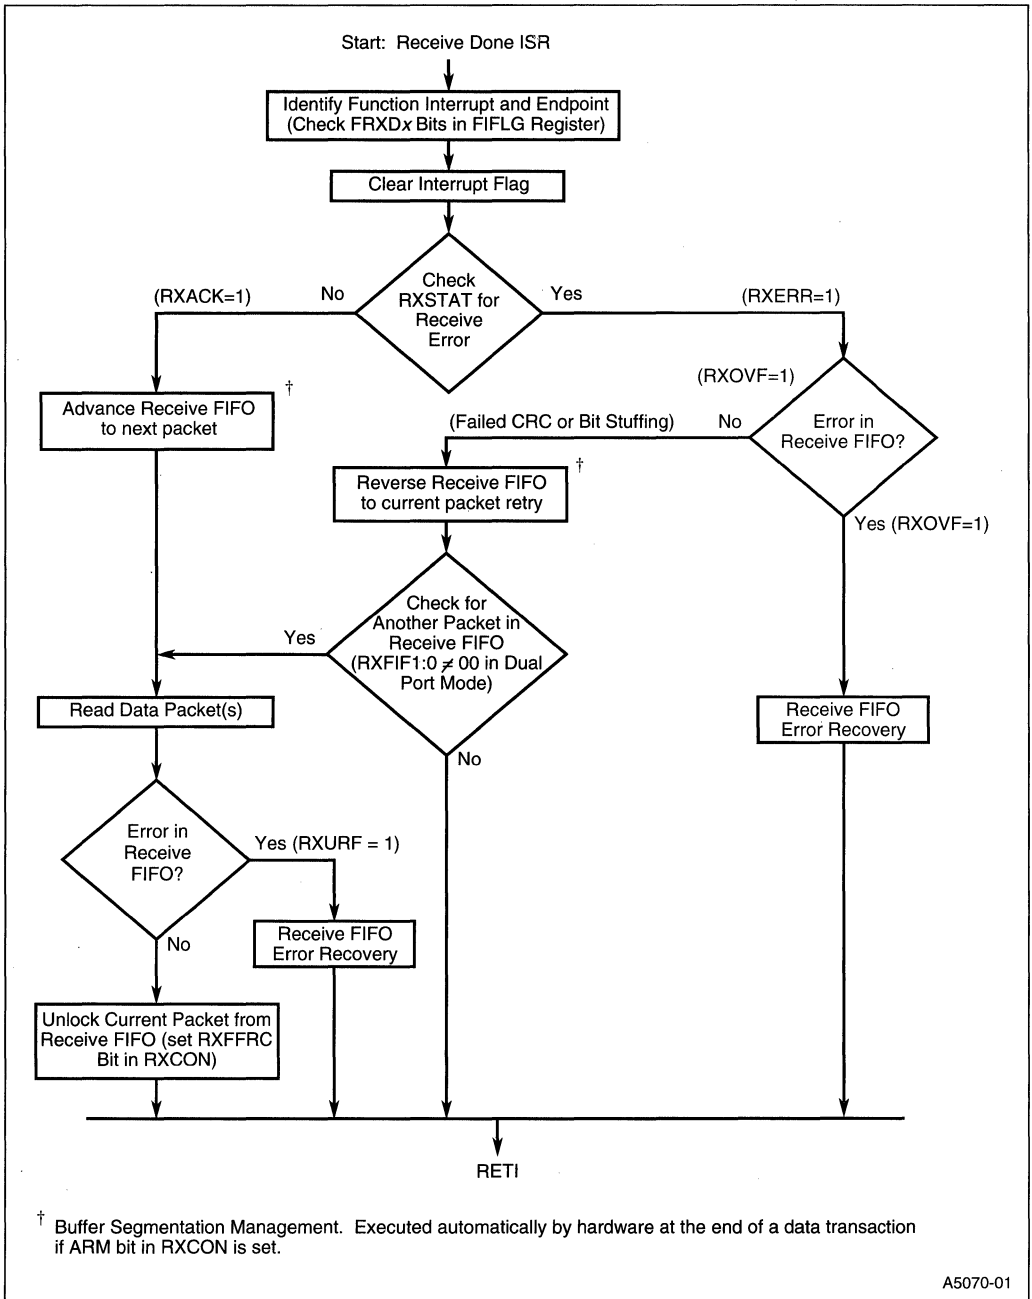 Start: Receive Done ISR
Identify Function Interrupt and Endpoint
(Check FRXDx Bits in FIFLG Register)
Clear Interrupt Flag
Check
RXSTAT for
Receive
Error
No
(RXACK=1)
Yes
(RXERR=1)
†
Advance Receive FIFO
to next packet
(RXOVF=1)
Error in
Receive FIFO?
No
(Failed CRC or Bit Stuffing)
†
Reverse Receive FIFO
to current packet retry
Yes (RXOVF=1)
Check for
Another Packet in
Receive FIFO
(RXFIF1:0 ≠ 00 in Dual
Port Mode)
Yes
No
Read Data Packet(s)
Receive FIFO
Error Recovery
Error in
Receive
FIFO?
Yes (RXURF = 1)
No
Receive FIFO
Error Recovery
Unlock Current Packet from
Receive FIFO (set RXFFRC
Bit in RXCON)
RETI
† Buffer Segmentation Management. Executed automatically by hardware at the end of a data transaction
if ARM bit in RXCON is set.
A5070-01